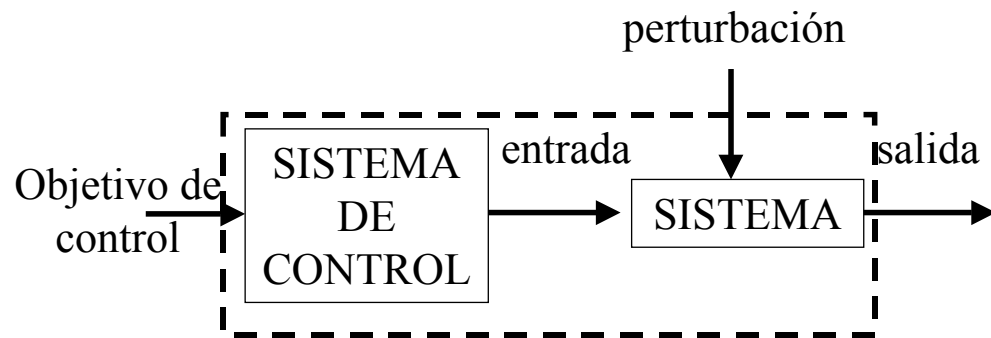 perturbación
entrada
salida
Objetivo de
control
SISTEMA
DE
CONTROL
SISTEMA